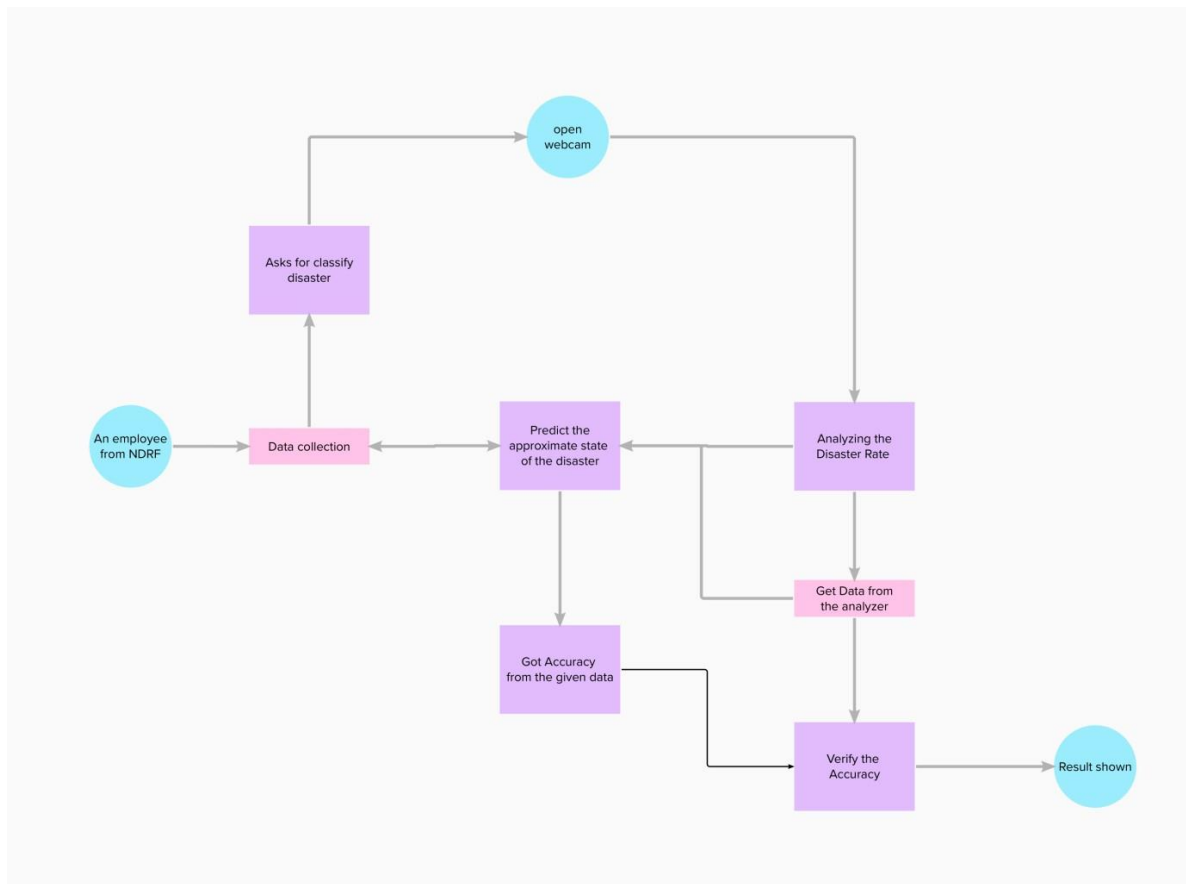 open
webcam
Asks for classify
disaster
An employee
from NDRF
Data collection
Predict the
approximate state
of the disaster
Analyzing the
Disaster Rate
Get Data from
the analyzer
Got Accuracy
from the given data
Verify the
Accuracy
Result shown